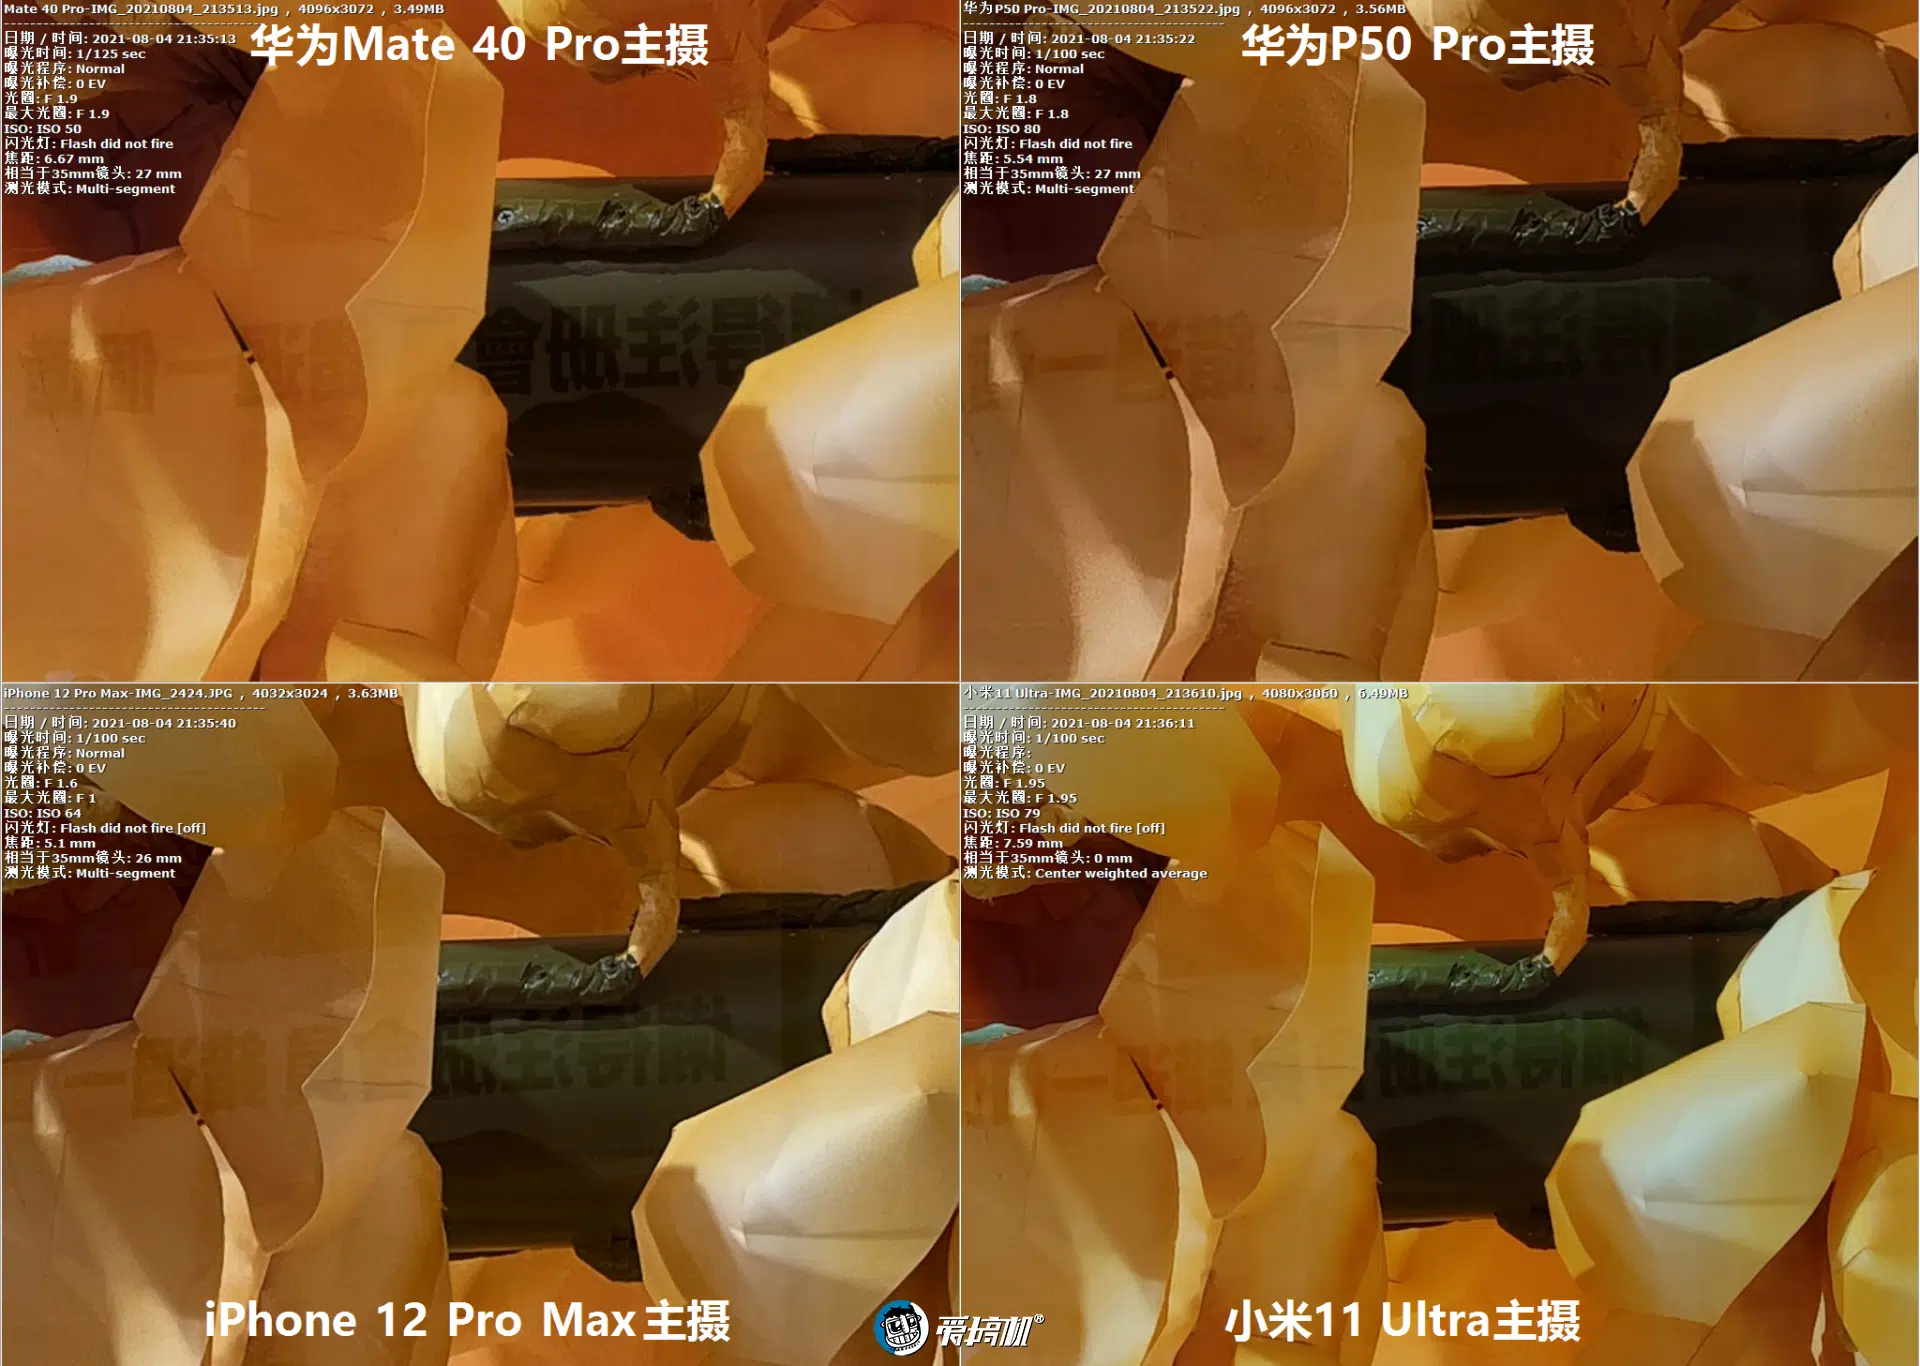 Mate 40 Pro-IMG_20210804_213513.jpg , 4096x3072 , 3.49MB
日期 / 时间: 2021-08-04 21:35:13
曝光时间: 1/125 sec
曝光程序: Normal
曝光补偿: 0 EV
光圈: F 1.9
最大光圈: F 1.9
ISO: ISO 50
闪光灯: Flash did not fire
焦距: 6.67 mm
相当于35mm镜头: 27 mm
测光模式: Multi-segment
华为Mate 40 Pro主摄
华为P50 Pro-IMG_20210804_213522.jpg , 4096x3072 , 3.56MB
日期 / 时间: 2021-08-04 21:35:22
曝光时间: 1/100 sec
曝光程序: Normal
曝光补偿: 0 EV
光圈: F 1.8
最大光圈: F 1.8
ISO: ISO 80
闪光灯: Flash did not fire
焦距: 5.54 mm
相当于35mm镜头: 27 mm
测光模式: Multi-segment
华为P50 Pro主摄
iPhone 12 Pro Max-IMG_2424.JPG , 4032x3024 , 3.63MB
日期 / 时间: 2021-08-04 21:35:40
曝光时间: 1/100 sec
曝光程序: Normal
曝光补偿: 0 EV
光圈: F 1.6
最大光圈: F 1
ISO: ISO 64
闪光灯: Flash did not fire [off]
焦距: 5.1 mm
相当于35mm镜头: 26 mm
测光模式: Multi-segment
iPhone 12 Pro Max主摄
小米11 Ultra-IMG_20210804_213610.jpg , 4080x3060 , 6.49MB
日期 / 时间: 2021-08-04 21:36:11
曝光时间: 1/100 sec
曝光程序:
曝光补偿: 0 EV
光圈: F 1.95
最大光圈: F 1.95
ISO: ISO 79
闪光灯: Flash did not fire [off]
焦距: 7.59 mm
相当于35mm镜头: 0 mm
测光模式: Center weighted average
小米11 Ultra主摄
爱搞机®